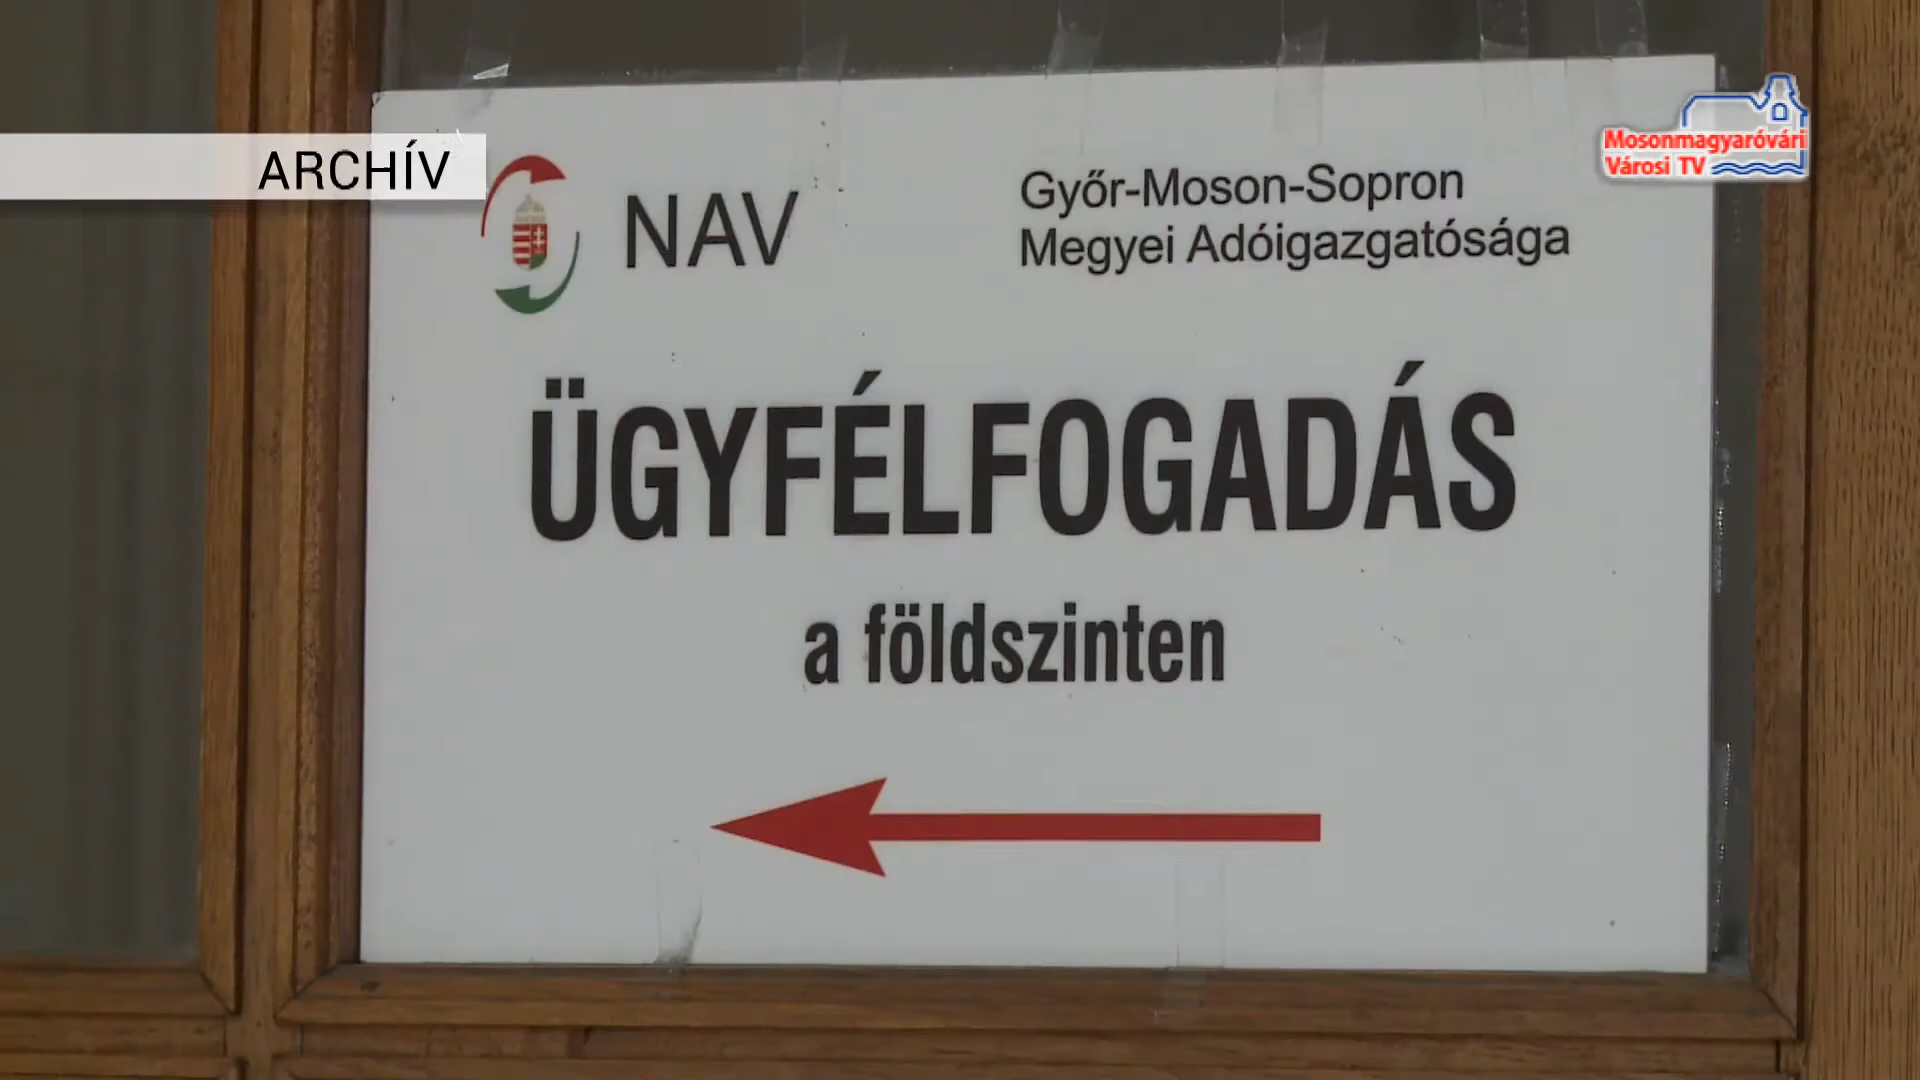 ARCHÍV
Mosonmagyaróvári
Városi TV
NAV
Győr-Moson-Sopron
Megyei Adóigazgatósága
ÜGYFÉLFOGADÁS
a földszinten